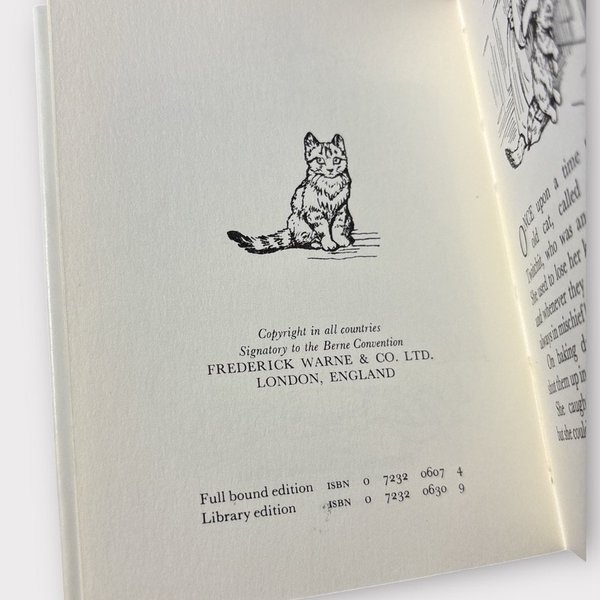 Copyright in all countries
Signatory to the Berne Convention
FREDERICK WARNE & CO. LTD.
LONDON, ENGLAND
Full bound edition ISBN 0 7232 0607 4
Library edition ISBN 0 7232 0630 9
ONCE upon a time
old cat, called
Twitchit, who was an
She used to lose her
and whenever they
always in mischief!
On baking d
shut them up in
She caugh
but she could